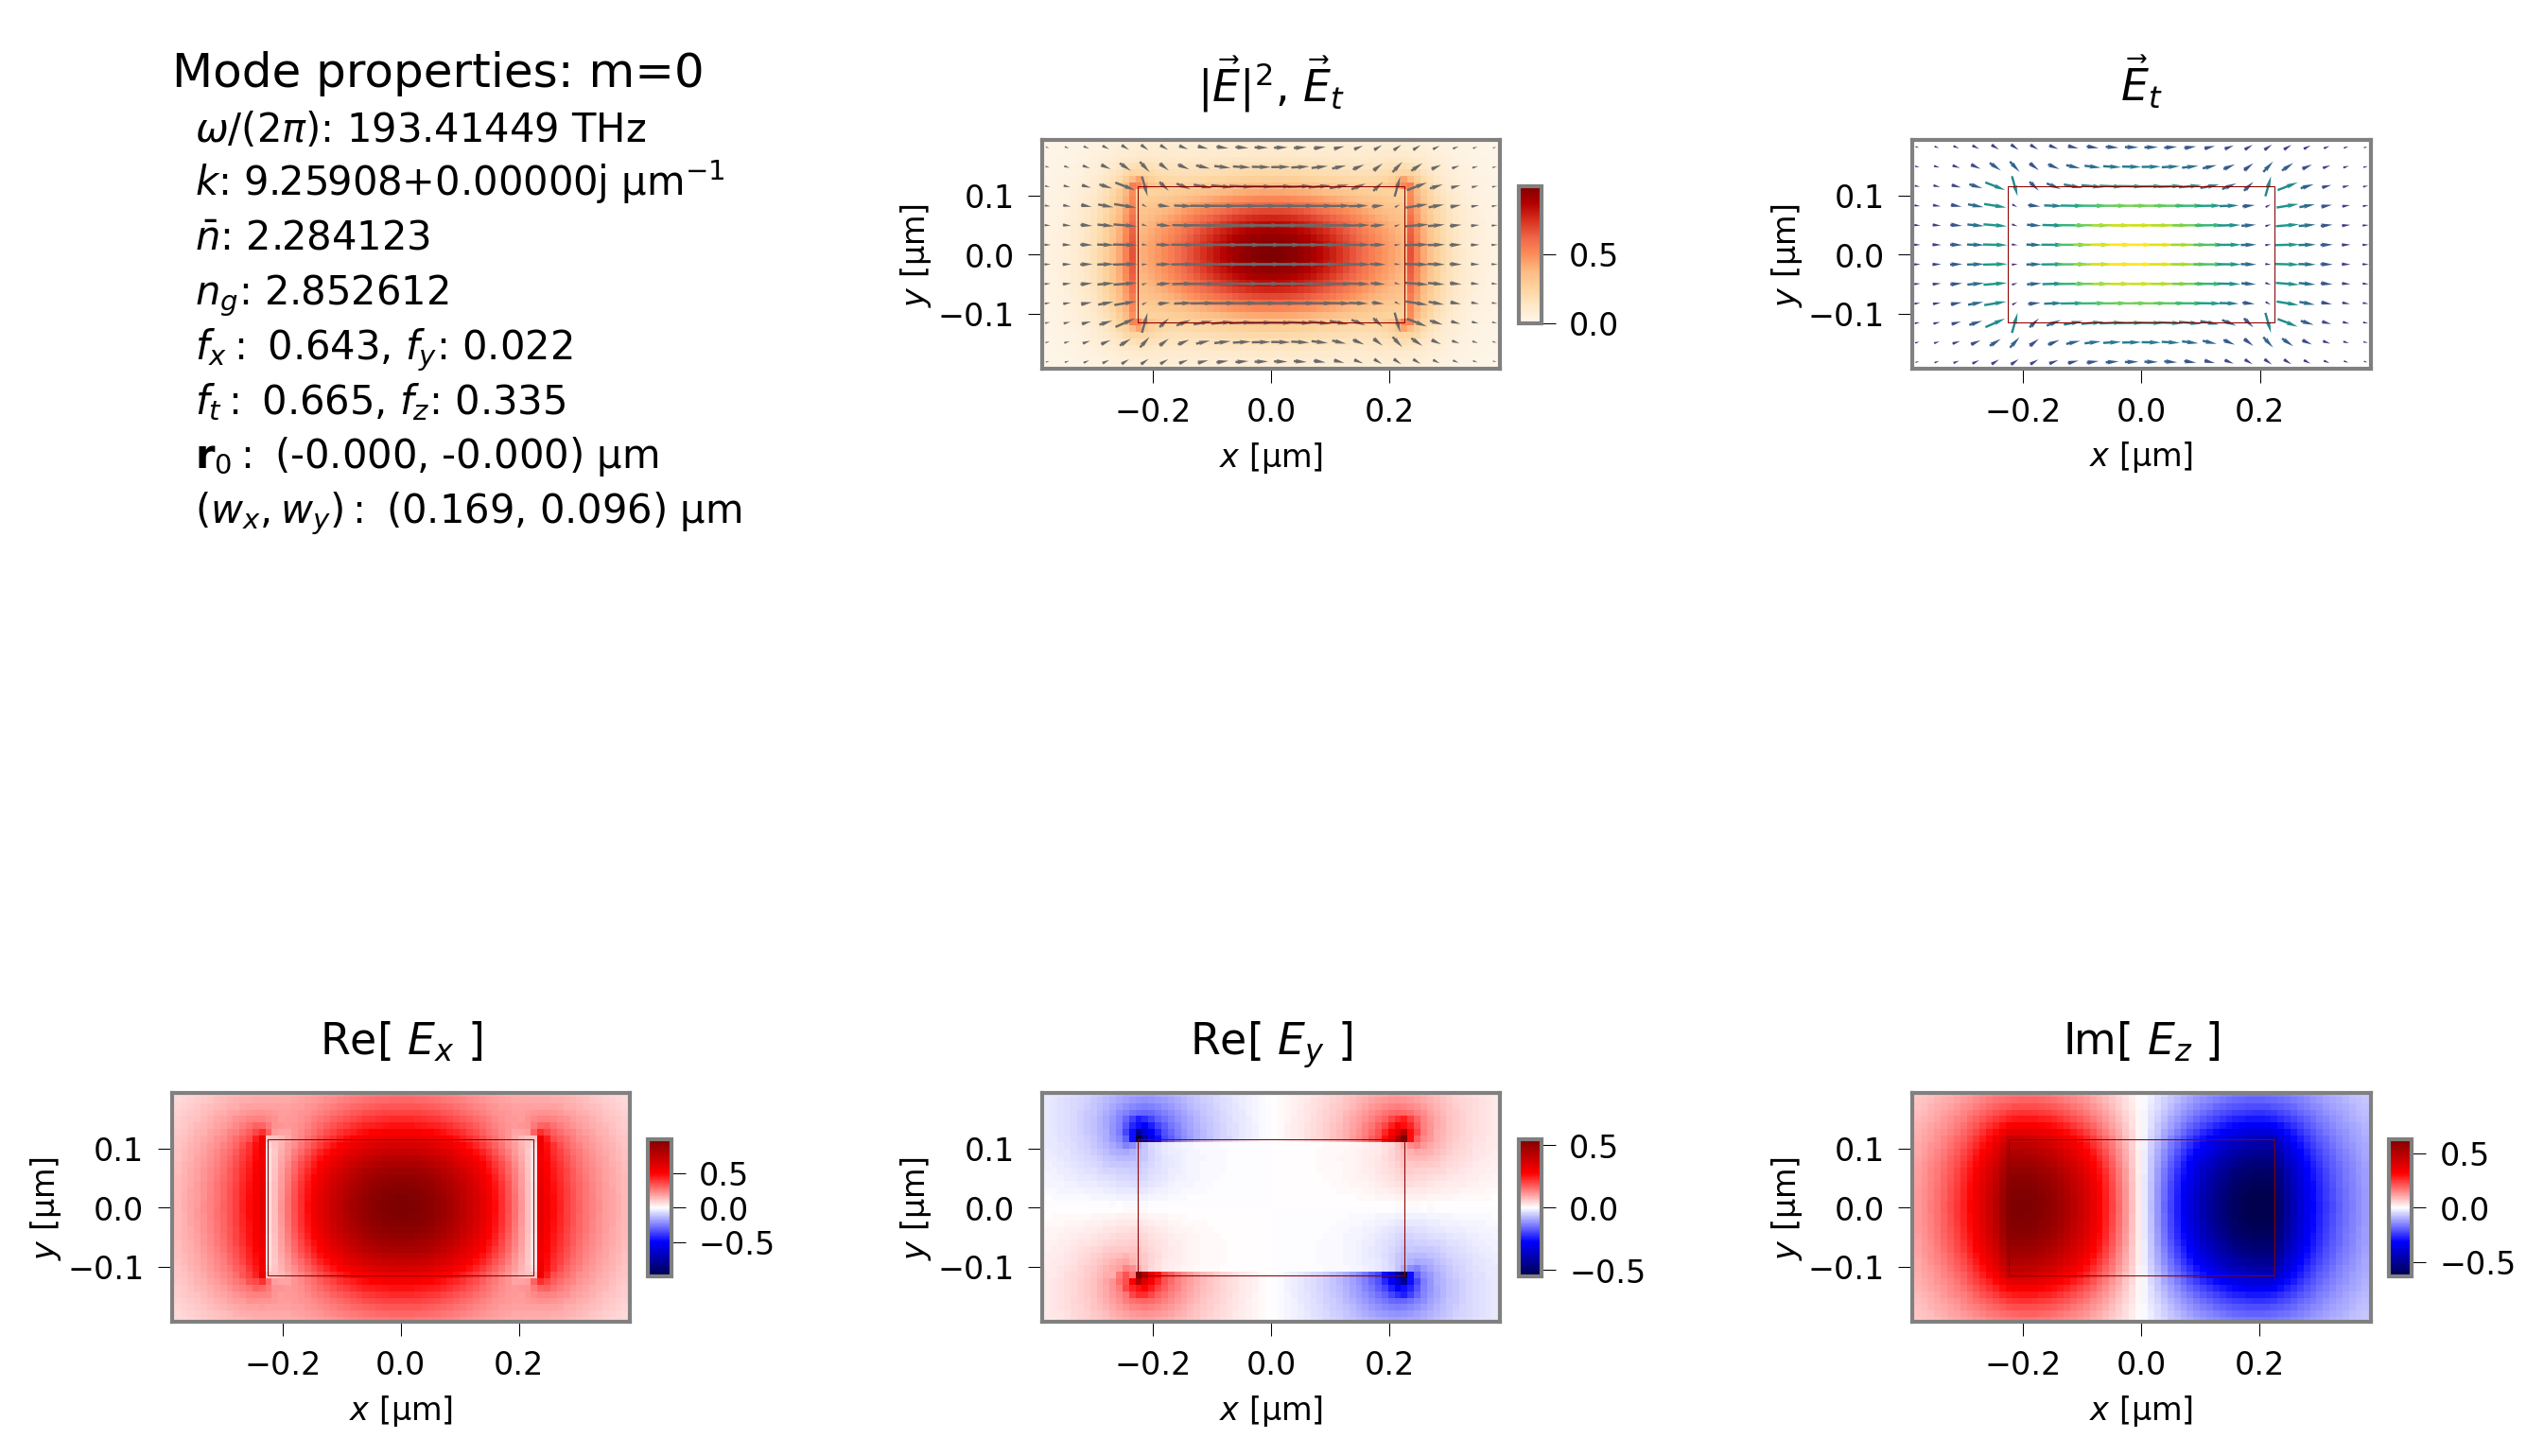 Mode properties: m=0
ω/(2π): 193.41449 THz
k: 9.25908+0.00000j μm⁻¹
n̄: 2.284123
n_g: 2.852612
f_x : 0.643, f_y: 0.022
f_t : 0.665, f_z: 0.335
r₀ : (-0.000, -0.000) μm
(w_x, w_y) : (0.169, 0.096) μm
|E⃗|², E⃗_t
0.1
0.0
−0.1
y [μm]
−0.2 0.0 0.2
x [μm]
0.5
0.0
E⃗_t
0.1
0.0
−0.1
y [μm]
−0.2 0.0 0.2
x [μm]
Re[ E_x ]
0.1
0.0
−0.1
y [μm]
−0.2 0.0 0.2
x [μm]
0.5
0.0
−0.5
Re[ E_y ]
0.1
0.0
−0.1
y [μm]
−0.2 0.0 0.2
x [μm]
0.5
0.0
−0.5
Im[ E_z ]
0.1
0.0
−0.1
y [μm]
−0.2 0.0 0.2
x [μm]
0.5
0.0
−0.5